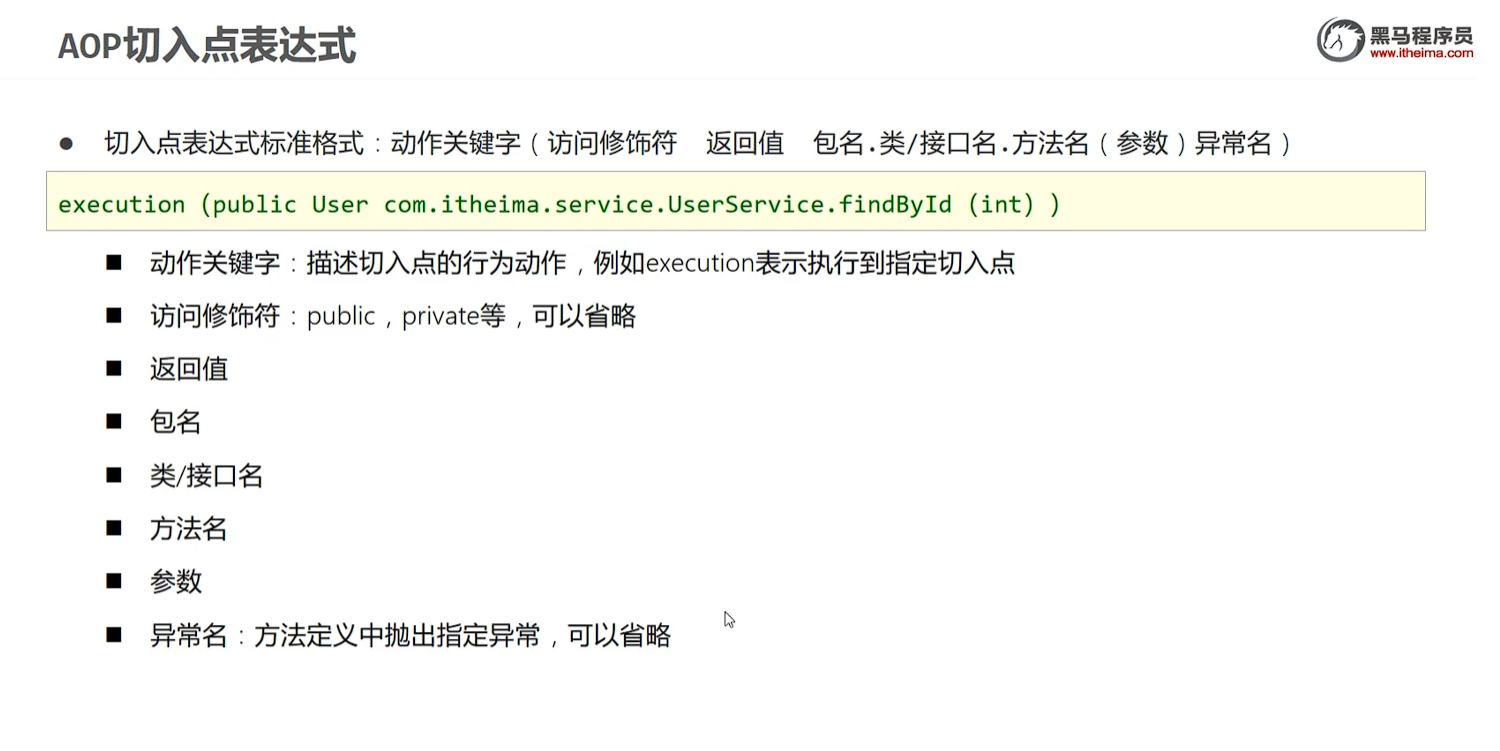 AOP切入点表达式
黑马程序员
www.itheima.com
● 切入点表达式标准格式：动作关键字（访问修饰符 返回值 包名.类/接口名.方法名（参数）异常名）
execution (public User com.itheima.service.UserService.findById (int) )
■ 动作关键字：描述切入点的行为动作，例如execution表示执行到指定切入点
■ 访问修饰符：public，private等，可以省略
■ 返回值
■ 包名
■ 类/接口名
■ 方法名
■ 参数
■ 异常名：方法定义中抛出指定异常，可以省略